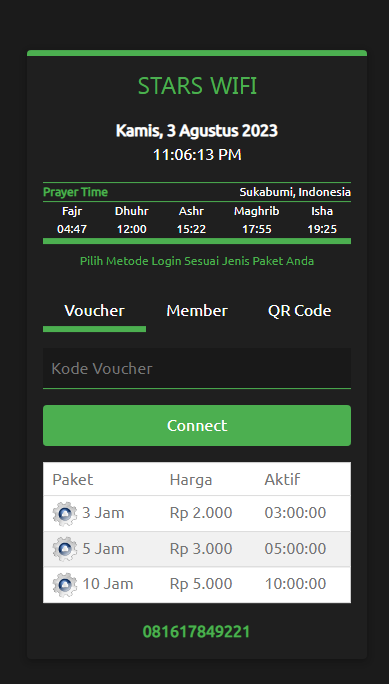 STARS WIFI
Kamis, 3 Agustus 2023
11:06:13 PM
Prayer Time Sukabumi, Indonesia
Fajr Dhuhr Ashr Maghrib Isha
04:47 12:00 15:22 17:55 19:25
Pilih Metode Login Sesuai Jenis Paket Anda
Voucher Member QR Code
Kode Voucher
Connect
Paket Harga Aktif
3 Jam Rp 2.000 03:00:00
5 Jam Rp 3.000 05:00:00
10 Jam Rp 5.000 10:00:00
081617849221